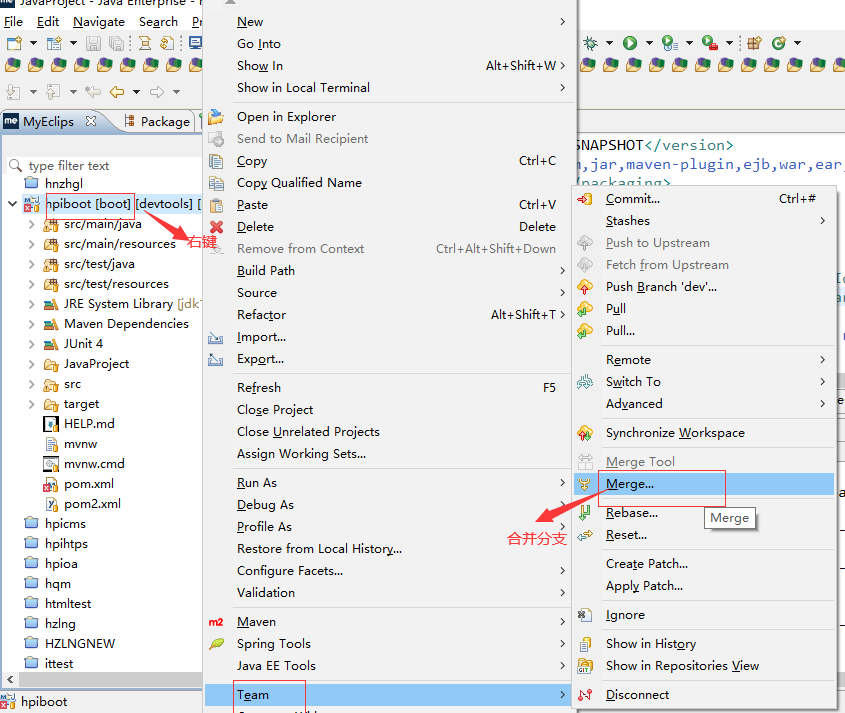 JavaProject - Java Enterprise -
File Edit Navigate Search
MyEclips
Package
type filter text
hnzhgl
hpiboot [boot] [devtools] [
src/main/java
src/main/resources
src/test/java
src/test/resources
JRE System Library
Maven Dependencies
JUnit 4
JavaProject
src
target
HELP.md
mvnw
mvnw.cmd
pom.xml
pom2.xml
hpicms
hpihtps
hpioa
hqm
htmltest
hzlng
HZLNGNEW
ittest
hpiboot
右键
New
Go Into
Show In Alt+Shift+W
Show in Local Terminal
Open in Explorer
Send to Mail Recipient
Copy Ctrl+C
Copy Qualified Name
Paste Ctrl+V
Delete Delete
Remove from Context Ctrl+Alt+Shift+Down
Build Path
Source
Refactor Alt+Shift+T
Import...
Export...
Refresh F5
Close Project
Close Unrelated Projects
Assign Working Sets...
Run As
Debug As
Profile As
Restore from Local History...
Configure Facets...
Validation
m2 Maven
Spring Tools
Java EE Tools
Team
合并分支
SNAPSHOT</version>
,jar,maven-plugin,ejb,war,ear,
/packaging>
Commit... Ctrl+#
Stashes
Push to Upstream
Fetch from Upstream
Push Branch 'dev'...
Pull
Pull...
Remote
Switch To
Advanced
Synchronize Workspace
Merge Tool
Merge...
Merge
Rebase...
Reset...
Create Patch...
Apply Patch...
Ignore
Show in History
Show in Repositories View
Disconnect